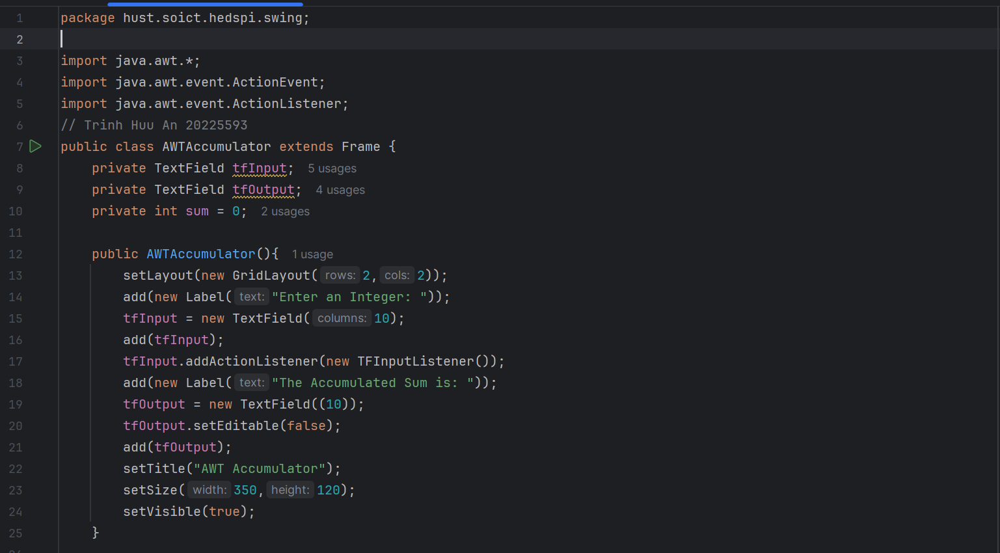 1 package hust.soict.hedspi.swing;
2
3 import java.awt.*;
4 import java.awt.event.ActionEvent;
5 import java.awt.event.ActionListener;
6 // Trinh Huu An 20225593
7 public class AWTAccumulator extends Frame {
8 private TextField tfInput; 5 usages
9 private TextField tfOutput; 4 usages
10 private int sum = 0; 2 usages
11
12 public AWTAccumulator(){ 1 usage
13 setLayout(new GridLayout( rows: 2, cols: 2));
14 add(new Label( text: "Enter an Integer: "));
15 tfInput = new TextField( columns: 10);
16 add(tfInput);
17 tfInput.addActionListener(new TFInputListener());
18 add(new Label( text: "The Accumulated Sum is: "));
19 tfOutput = new TextField((10));
20 tfOutput.setEditable(false);
21 add(tfOutput);
22 setTitle("AWT Accumulator");
23 setSize( width: 350, height: 120);
24 setVisible(true);
25 }